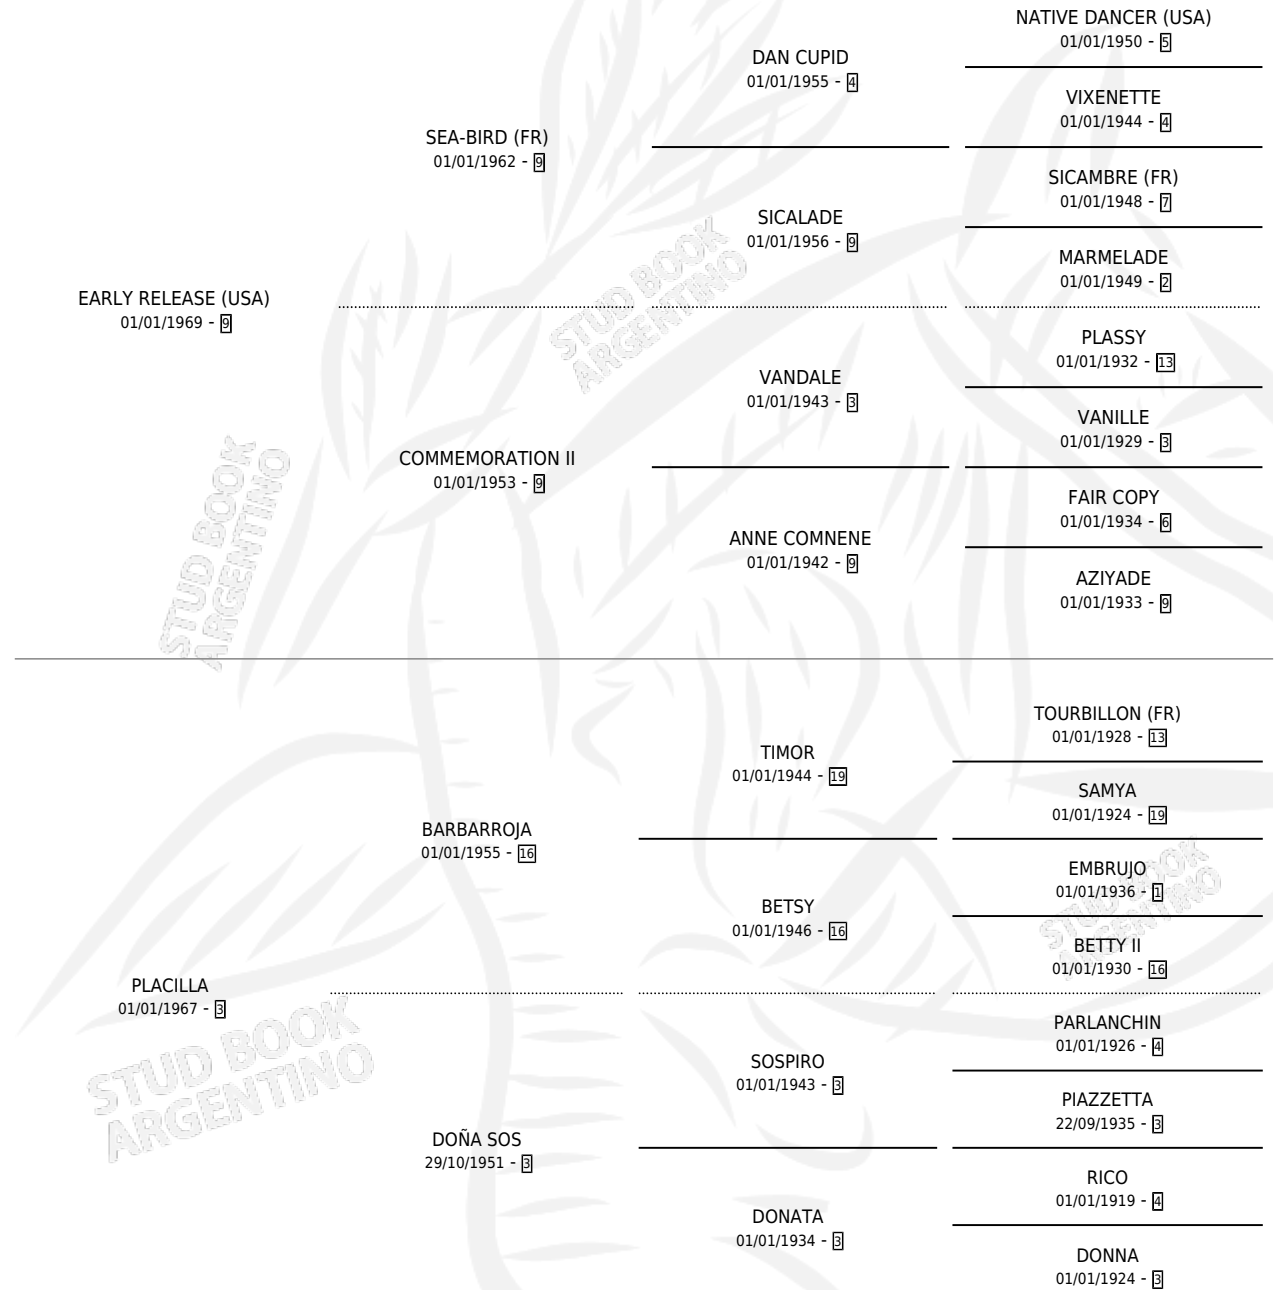 NATIVE DANCER (USA)
01/01/1950 - 5
DAN CUPID
01/01/1955 - 4
VIXENETTE
01/01/1944 - 4
SEA-BIRD (FR)
01/01/1962 - 9
SICAMBRE (FR)
01/01/1948 - 7
SICALADE
01/01/1956 - 9
MARMELADE
01/01/1949 - 2
EARLY RELEASE (USA)
01/01/1969 - 9
PLASSY
01/01/1932 - 13
VANDALE
01/01/1943 - 3
VANILLE
01/01/1929 - 3
COMMEMORATION II
01/01/1953 - 9
FAIR COPY
01/01/1934 - 6
ANNE COMNENE
01/01/1942 - 9
AZIYADE
01/01/1933 - 9
TOURBILLON (FR)
01/01/1928 - 13
TIMOR
01/01/1944 - 19
SAMYA
01/01/1924 - 19
BARBARROJA
01/01/1955 - 16
EMBRUJO
01/01/1936 - 1
BETSY
01/01/1946 - 16
BETTY II
01/01/1930 - 16
PLACILLA
01/01/1967 - 3
PARLANCHIN
01/01/1926 - 4
SOSPIRO
01/01/1943 - 3
PIAZZETTA
22/09/1935 - 3
DOÑA SOS
29/10/1951 - 3
RICO
01/01/1919 - 4
DONATA
01/01/1934 - 3
DONNA
01/01/1924 - 3
STUD BOOK
ARGENTINO
STUD BOOK
ARGENTINO
STUD BOOK
ARGENTINO
STUD BOOK
ARGENTINO